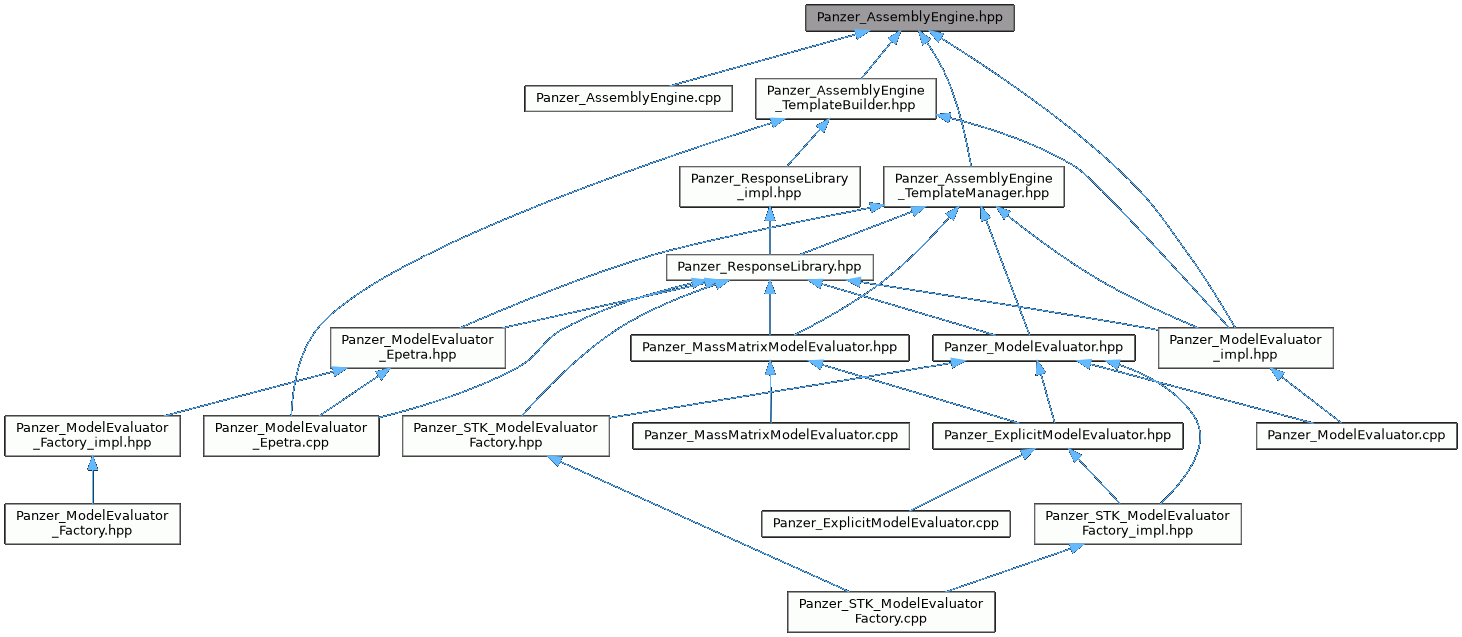 Panzer_AssemblyEngine.hpp
Panzer_AssemblyEngine.cpp
Panzer_AssemblyEngine
_TemplateBuilder.hpp
Panzer_ResponseLibrary
_impl.hpp
Panzer_AssemblyEngine
_TemplateManager.hpp
Panzer_ResponseLibrary.hpp
Panzer_ModelEvaluator
_Epetra.hpp
Panzer_MassMatrixModelEvaluator.hpp
Panzer_ModelEvaluator.hpp
Panzer_ModelEvaluator
_impl.hpp
Panzer_ModelEvaluator
_Factory_impl.hpp
Panzer_ModelEvaluator
_Epetra.cpp
Panzer_STK_ModelEvaluator
Factory.hpp
Panzer_MassMatrixModelEvaluator.cpp
Panzer_ExplicitModelEvaluator.hpp
Panzer_ModelEvaluator.cpp
Panzer_ModelEvaluator
_Factory.hpp
Panzer_ExplicitModelEvaluator.cpp
Panzer_STK_ModelEvaluator
Factory_impl.hpp
Panzer_STK_ModelEvaluator
Factory.cpp